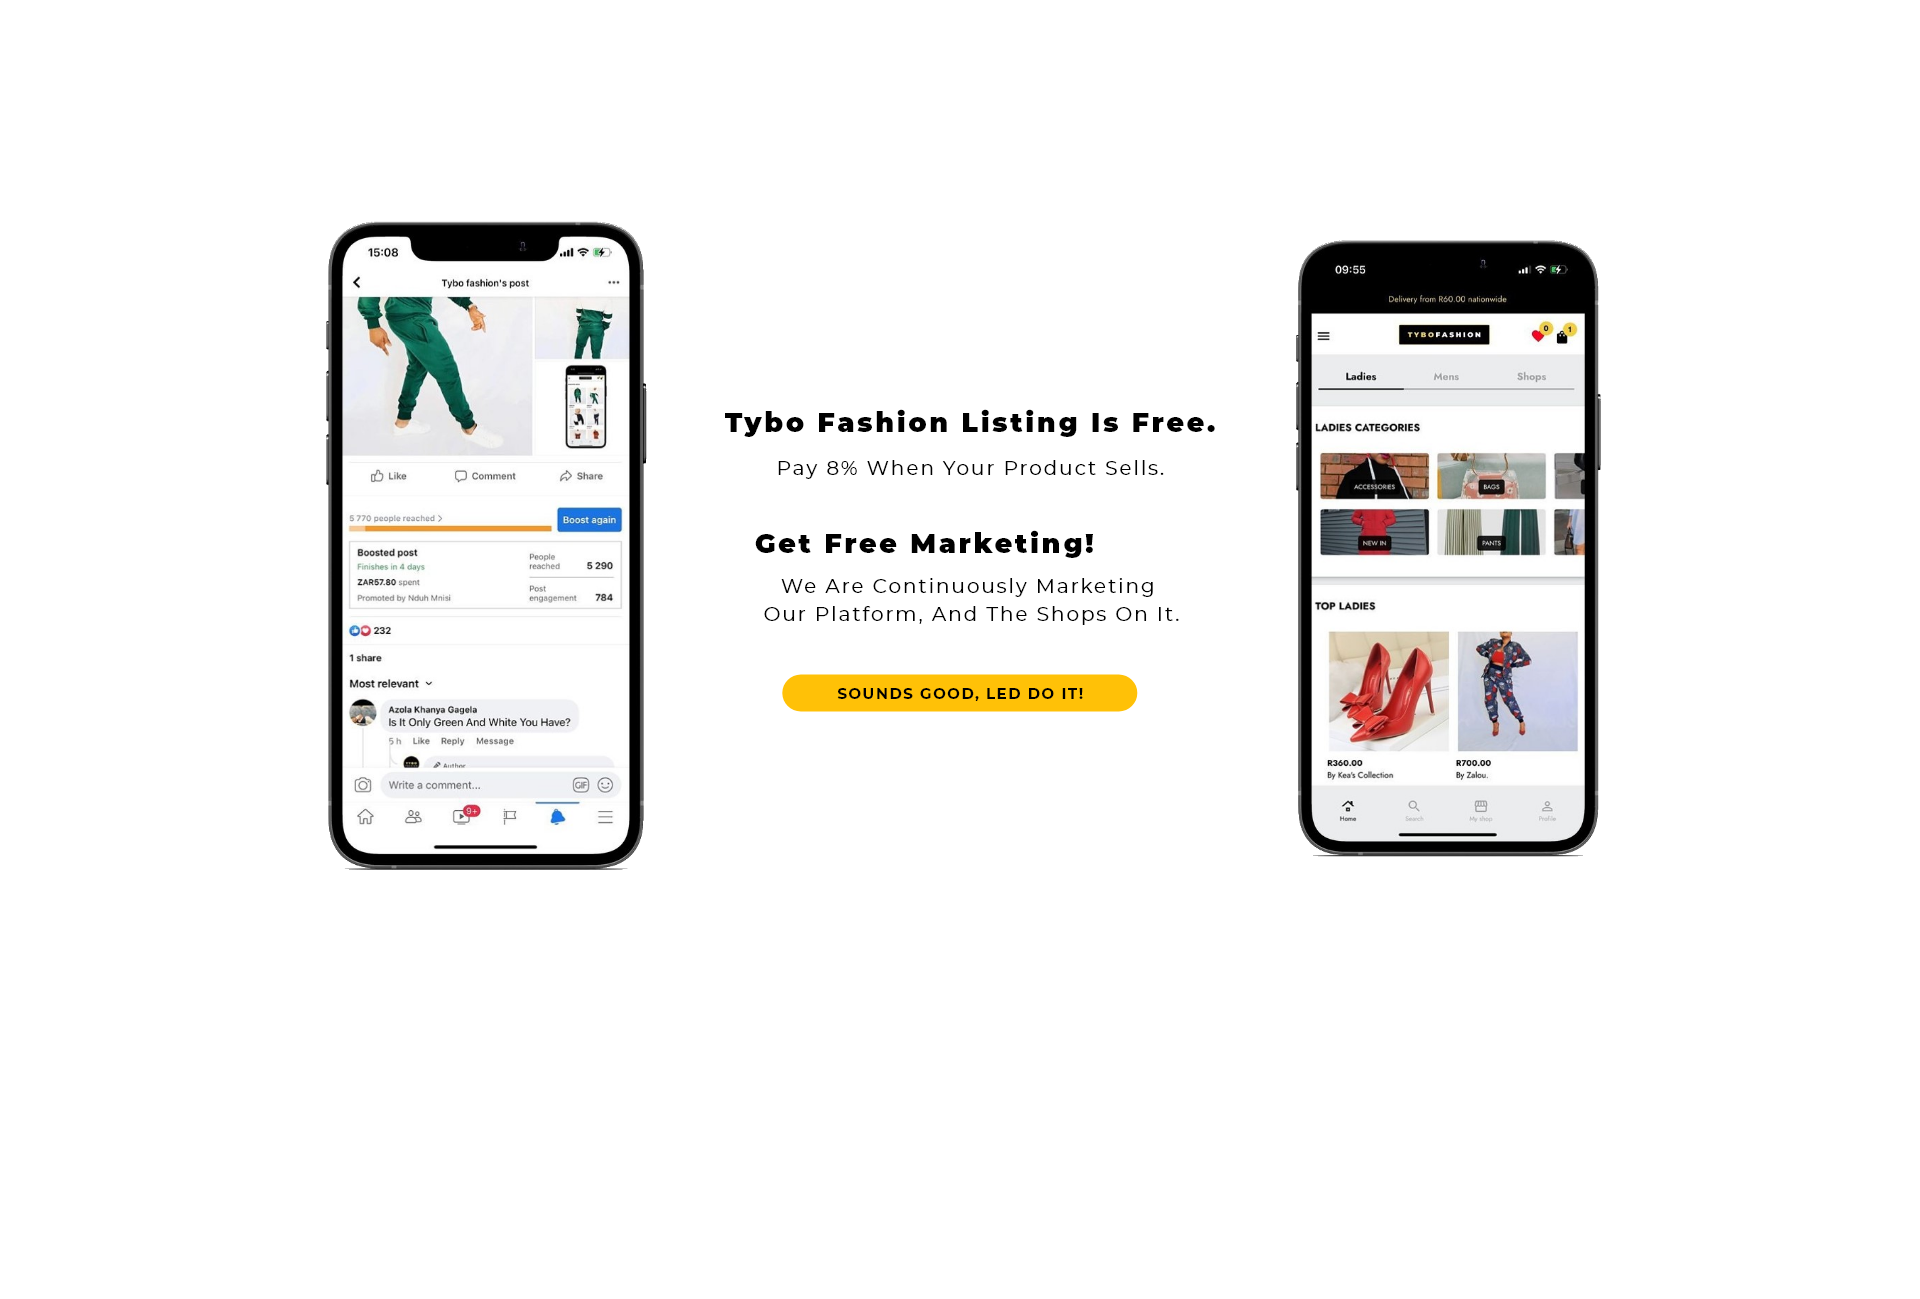 15:08
Tybo fashion's post
Like
Comment
Share
5 770 people reached
Boost again
Boosted post
Finishes in 4 days
ZAR57.80 spent
Promoted by Nduh Mnisi
People
reached
5 290
Post
engagement
784
232
1 share
Most relevant
Azola Khanya Gagela
Is It Only Green And White You Have?
5 h Like Reply Message
Author
Write a comment...
GIF
9+
Tybo Fashion Listing Is Free.
Pay 8% When Your Product Sells.
Get Free Marketing!
We Are Continuously Marketing
Our Platform, And The Shops On It.
SOUNDS GOOD, LED DO IT!
09:55
Delivery from R60.00 nationwide
TYBOFASHION
0
1
Ladies
Mens
Shops
LADIES CATEGORIES
ACCESSORIES
BAGS
NEW IN
PANTS
TOP LADIES
R360.00
By Kea's Collection
R700.00
By Zalou.
Home
Search
My shop
Profile